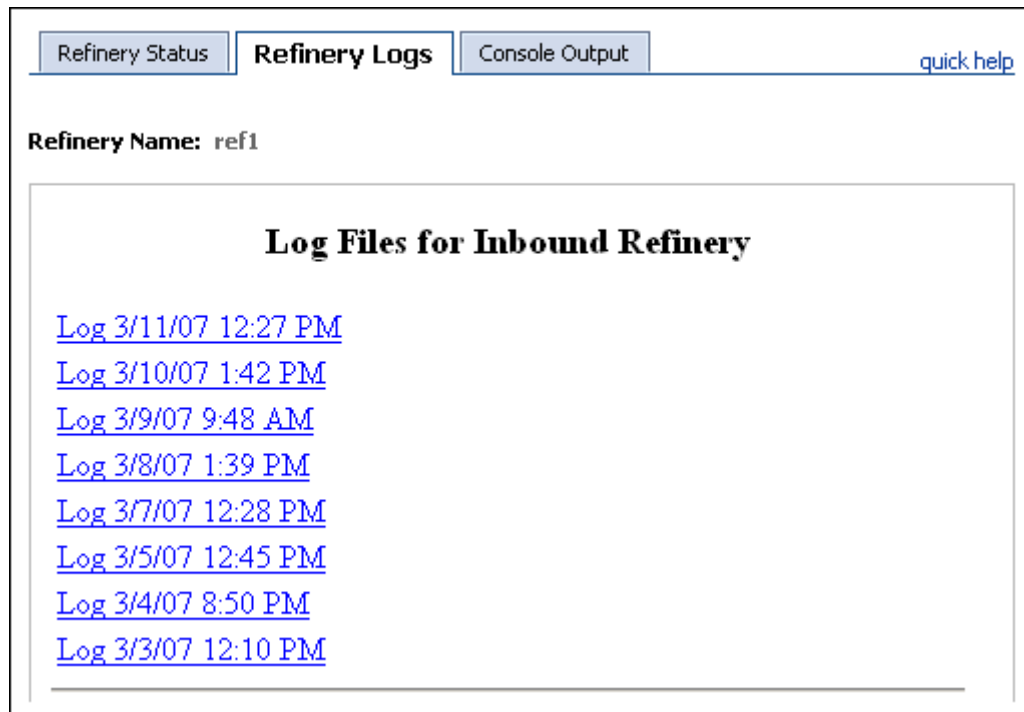 Refinery Status Refinery Logs Console Output quick help
Refinery Name: ref1
Log Files for Inbound Refinery
Log 3/11/07 12:27 PM
Log 3/10/07 1:42 PM
Log 3/9/07 9:48 AM
Log 3/8/07 1:39 PM
Log 3/7/07 12:28 PM
Log 3/5/07 12:45 PM
Log 3/4/07 8:50 PM
Log 3/3/07 12:10 PM